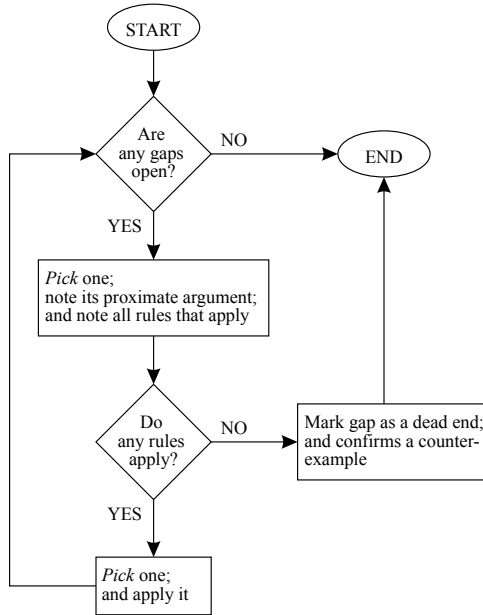 START
Are
any gaps
open?
NO
END
YES
Pick one;
note its proximate argument;
and note all rules that apply
Do
any rules
apply?
NO
Mark gap as a dead end;
and confirms a counter-
example
YES
Pick one;
and apply it